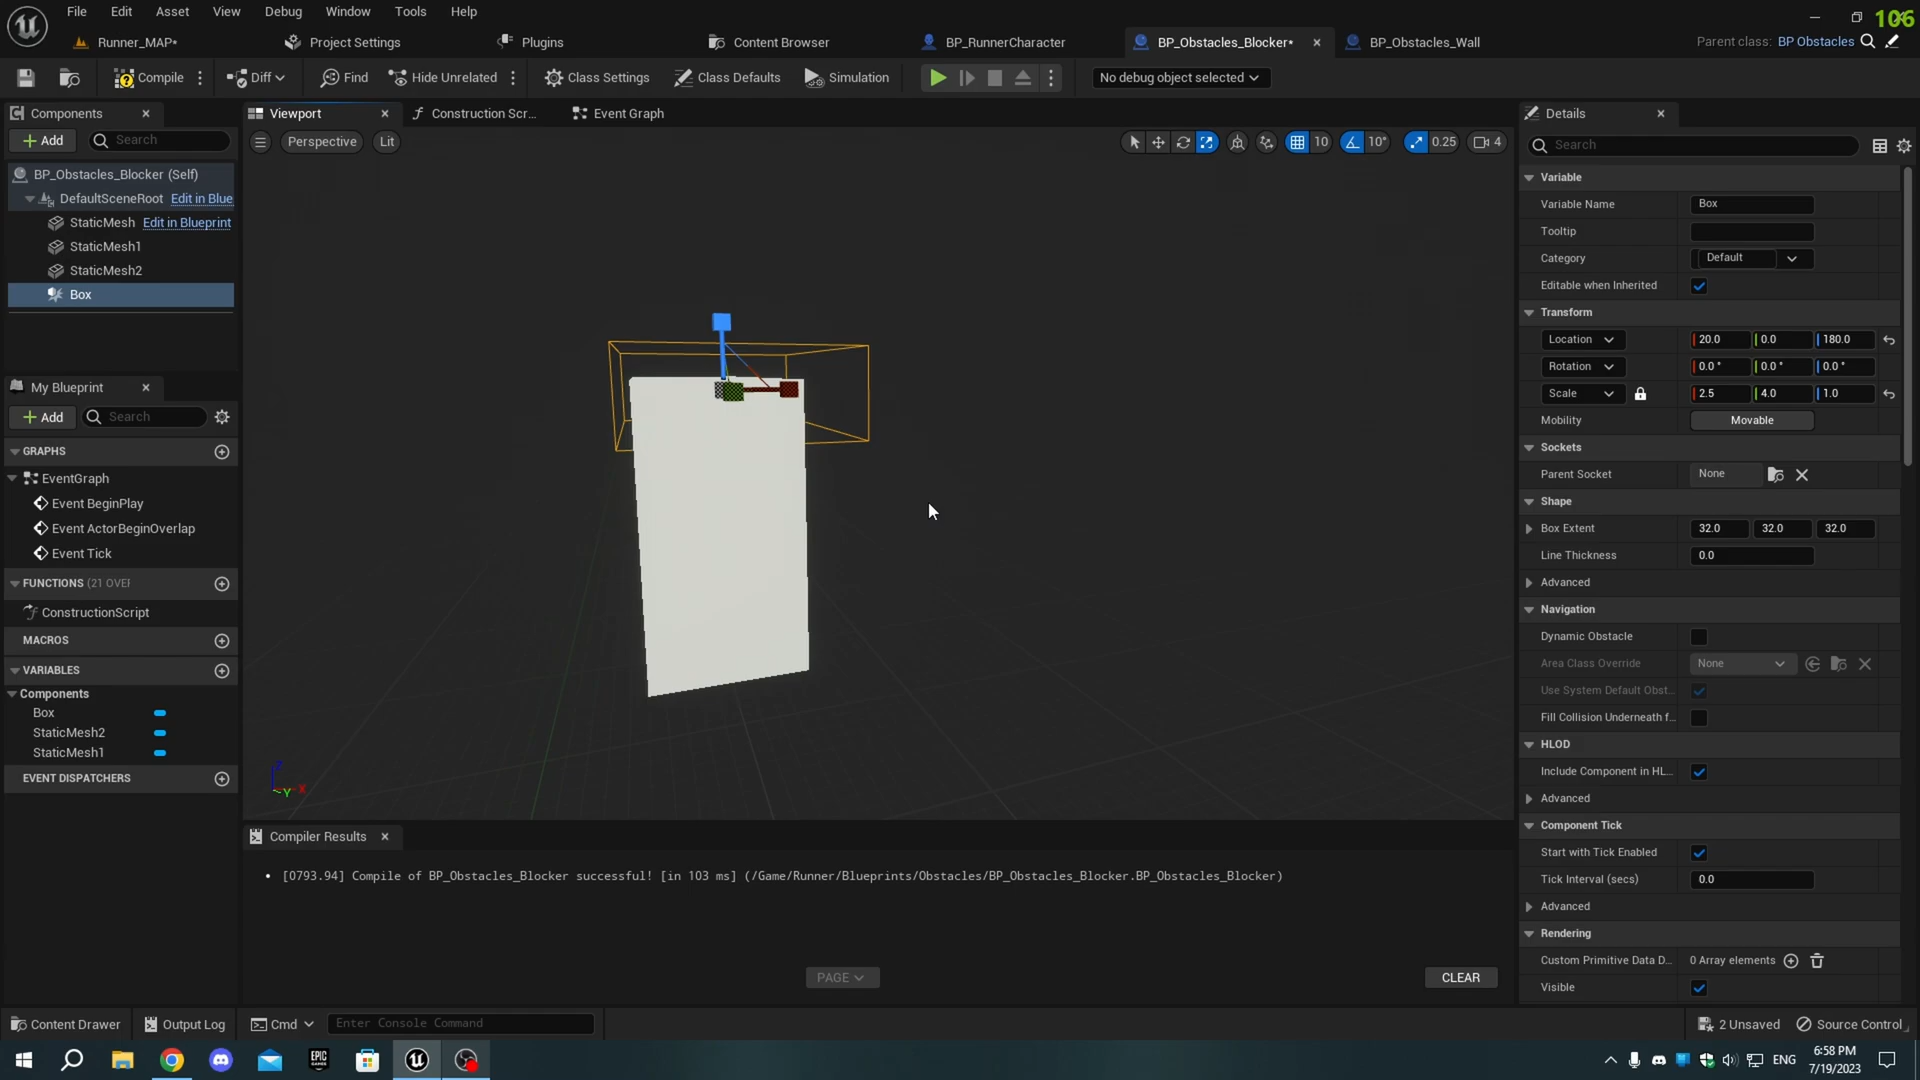 File Edit Asset View Debug Window Tools Help
106
Runner_MAP* Project Settings Plugins Content Browser BP_RunnerCharacter BP_Obstacles_Blocker* BP_Obstacles_Wall Parent class: BP Obstacles
Compile Diff Find Hide Unrelated Class Settings Class Defaults Simulation No debug object selected
Components
Add Search
BP_Obstacles_Blocker (Self)
DefaultSceneRoot Edit in Blue
StaticMesh Edit in Blueprint
StaticMesh1
StaticMesh2
Box
My Blueprint
Add Search
GRAPHS
EventGraph
Event BeginPlay
Event ActorBeginOverlap
Event Tick
FUNCTIONS (21 OVER
ConstructionScript
MACROS
VARIABLES
Components
Box
StaticMesh2
StaticMesh1
EVENT DISPATCHERS
Viewport Construction Scr... Event Graph
Perspective Lit 10 10° 0.25 4
Z
X
Y
Compiler Results
[0793.94] Compile of BP_Obstacles_Blocker successful! [in 103 ms] (/Game/Runner/Blueprints/Obstacles/BP_Obstacles_Blocker.BP_Obstacles_Blocker)
PAGE CLEAR
Details
Search
Variable
Variable Name Box
Tooltip
Category Default
Editable when Inherited
Transform
Location 20.0 0.0 180.0
Rotation 0.0 ° 0.0 ° 0.0 °
Scale 2.5 4.0 1.0
Mobility Movable
Sockets
Parent Socket None
Shape
Box Extent 32.0 32.0 32.0
Line Thickness 0.0
Advanced
Navigation
Dynamic Obstacle
Area Class Override None
Use System Default Obst...
Fill Collision Underneath f...
HLOD
Include Component in HL...
Advanced
Component Tick
Start with Tick Enabled
Tick Interval (secs) 0.0
Advanced
Rendering
Custom Primitive Data D... 0 Array elements
Visible
Content Drawer Output Log Cmd Enter Console Command 2 Unsaved Source Control
EPIC GAMES
ENG
6:58 PM
7/19/2023